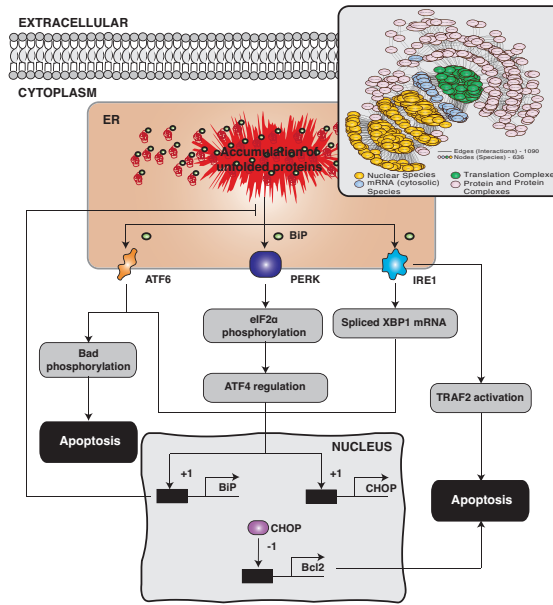 EXTRACELLULAR
CYTOPLASM
ER
Accumulation of
unfolded proteins
Edges (Interactions) - 1090
Nodes (Species) - 636
Nuclear Species
mRNA (cytosolic)
Species
Translation Complexes
Protein and Protein
Complexes
BiP
ATF6
PERK
IRE1
eIF2α
phosphorylation
Spliced XBP1 mRNA
Bad
phosphorylation
ATF4 regulation
TRAF2 activation
Apoptosis
NUCLEUS
+1
BiP
+1
CHOP
Apoptosis
CHOP
-1
Bcl2